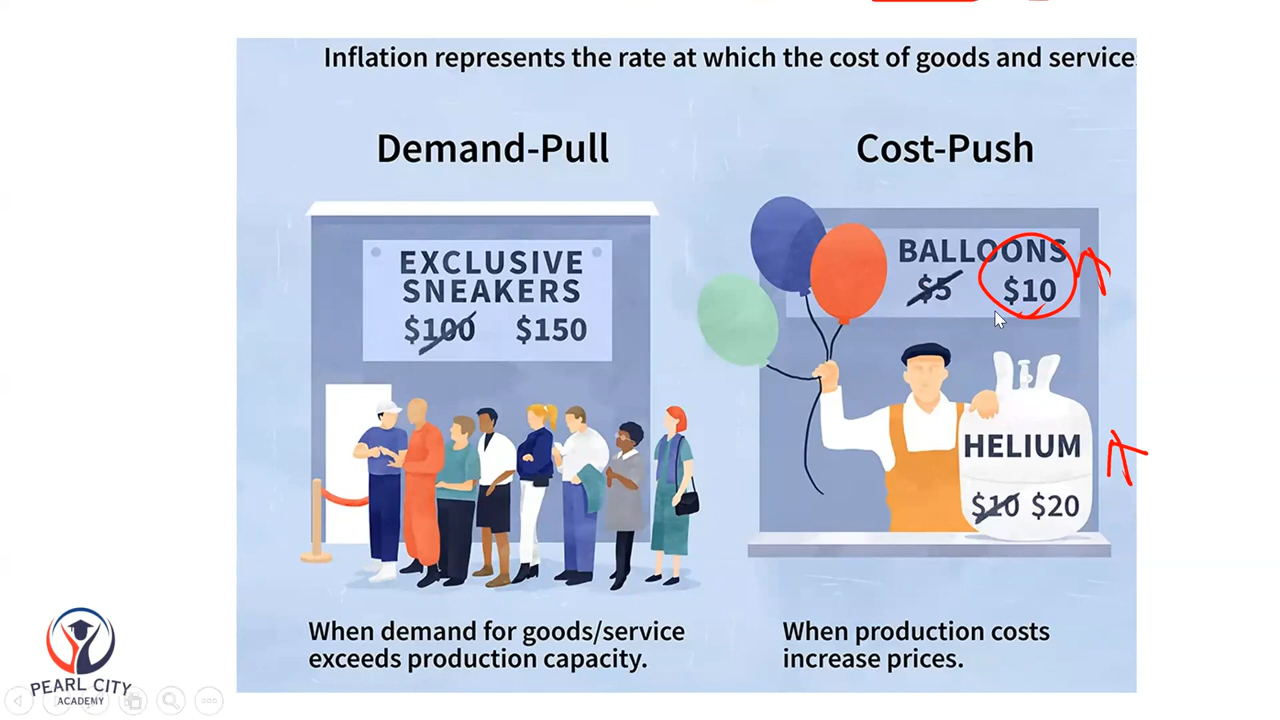 Inflation represents the rate at which the cost of goods and services
Demand-Pull
Cost-Push
EXCLUSIVE
SNEAKERS
$100 $150
BALLOONS
$5 $10
HELIUM
$10 $20
When demand for goods/service
exceeds production capacity.
When production costs
increase prices.
PEARL CITY
ACADEMY